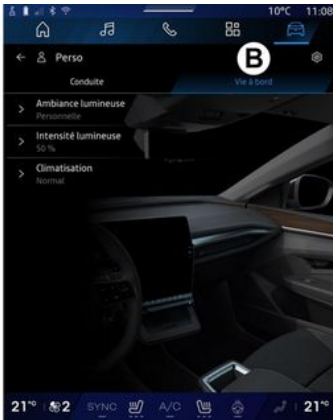 10°C 11:08
Perso
B
Conduite Vie à bord
Ambiance lumineuse
Personnelle
Intensité lumineuse
50 %
Climatisation
Normal
21°C 2 SYNC A/C 21°C